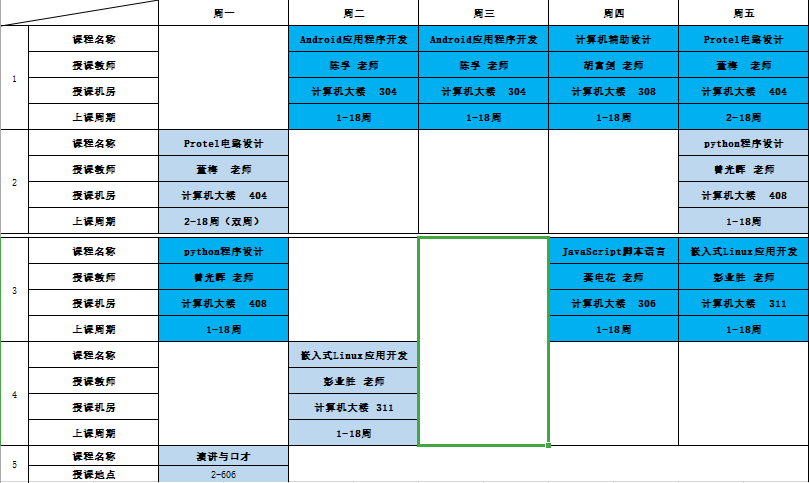 周一 周二 周三 周四 周五
课程名称 Android应用程序开发 Android应用程序开发 计算机辅助设计 Protel电路设计
授课教师 陈孚 老师 陈孚 老师 胡富剑 老师 董梅 老师
1
授课机房 计算机大楼 304 计算机大楼 304 计算机大楼 308 计算机大楼 404
上课周期 1-18周 1-18周 1-18周 2-18周
课程名称 Protel电路设计 python程序设计
授课教师 董梅 老师 曾光晖 老师
2
授课机房 计算机大楼 404 计算机大楼 408
上课周期 2-18周（双周） 1-18周
课程名称 python程序设计 JavaScript脚本语言 嵌入式Linux应用开发
授课教师 曾光晖 老师 龚电花 老师 彭业胜 老师
3
授课机房 计算机大楼 408 计算机大楼 306 计算机大楼 311
上课周期 1-18周 1-18周 1-18周
课程名称 嵌入式Linux应用开发
授课教师 彭业胜 老师
4
授课机房 计算机大楼 311
上课周期 1-18周
课程名称 演讲与口才
5
授课地点 2-606